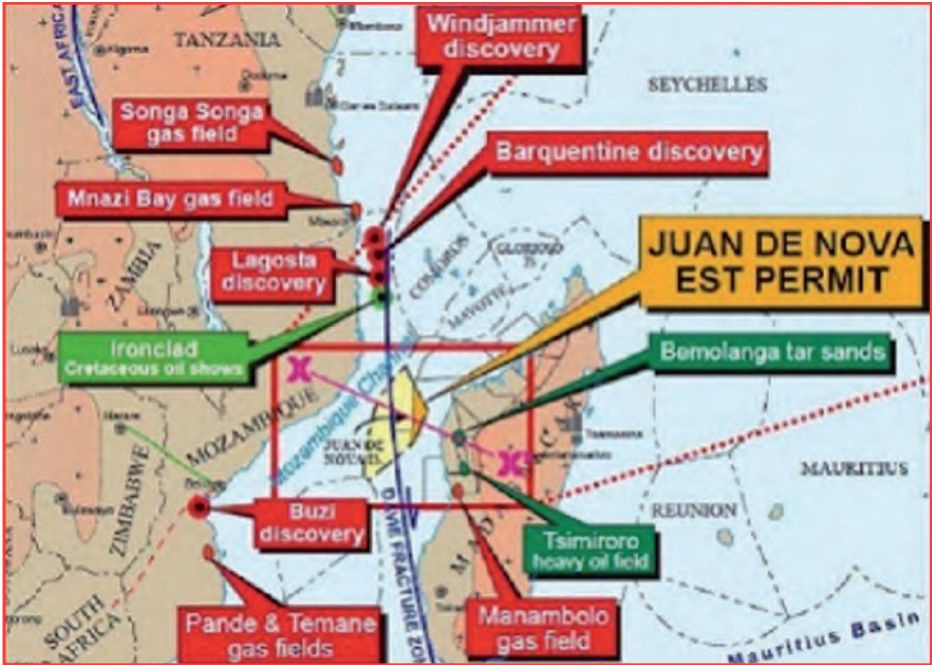 Windjammer
discovery
TANZANIA
EAST AFRICA
SEYCHELLES
Songa Songa
gas field
Barquentine discovery
Mnazi Bay gas field
JUAN DE NOVA
EST PERMIT
Lagosta
discovery
COMOROS
GLORIOSO
MAYOTTE
ZAMBIA
Ironclad
Cretaceous oil shows
Bemolanga tar sands
X
Mozambique Channel
MOZAMBIQUE
JUAN DE
X
MAURITIUS
ZIMBABWE
Buzi
discovery
REUNION
DAVIE FRACTURE ZON
Tsimiroro
heavy oil field
SOUTH
AFRICA
Pande & Temane
gas fields
Manambolo
gas field
Mauritius Basin